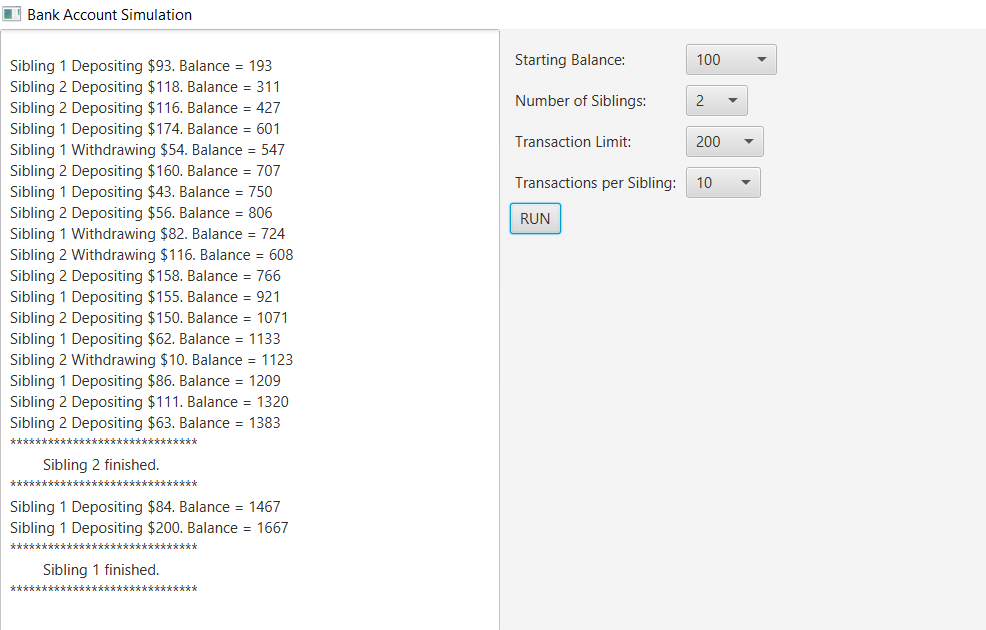 Bank Account Simulation
Sibling 1 Depositing $93. Balance = 193
Sibling 2 Depositing $118. Balance = 311
Sibling 2 Depositing $116. Balance = 427
Sibling 1 Depositing $174. Balance = 601
Sibling 1 Withdrawing $54. Balance = 547
Sibling 2 Depositing $160. Balance = 707
Sibling 1 Depositing $43. Balance = 750
Sibling 2 Depositing $56. Balance = 806
Sibling 1 Withdrawing $82. Balance = 724
Sibling 2 Withdrawing $116. Balance = 608
Sibling 2 Depositing $158. Balance = 766
Sibling 1 Depositing $155. Balance = 921
Sibling 2 Depositing $150. Balance = 1071
Sibling 1 Depositing $62. Balance = 1133
Sibling 2 Withdrawing $10. Balance = 1123
Sibling 1 Depositing $86. Balance = 1209
Sibling 2 Depositing $111. Balance = 1320
Sibling 2 Depositing $63. Balance = 1383
******************************
Sibling 2 finished.
******************************
Sibling 1 Depositing $84. Balance = 1467
Sibling 1 Depositing $200. Balance = 1667
******************************
Sibling 1 finished.
******************************
Starting Balance: 100
Number of Siblings: 2
Transaction Limit: 200
Transactions per Sibling: 10
RUN